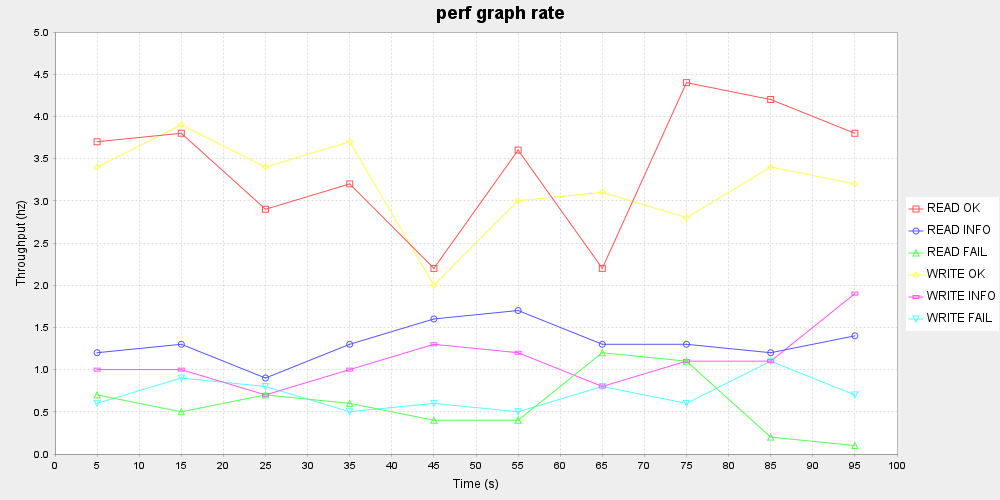 perf graph rate
5.0
4.5
4.0
3.5
3.0
2.5
2.0
1.5
1.0
0.5
0.0
Throughput (hz)
0 5 10 15 20 25 30 35 40 45 50 55 60 65 70 75 80 85 90 95 100
Time (s)
READ OK
READ INFO
READ FAIL
WRITE OK
WRITE INFO
WRITE FAIL